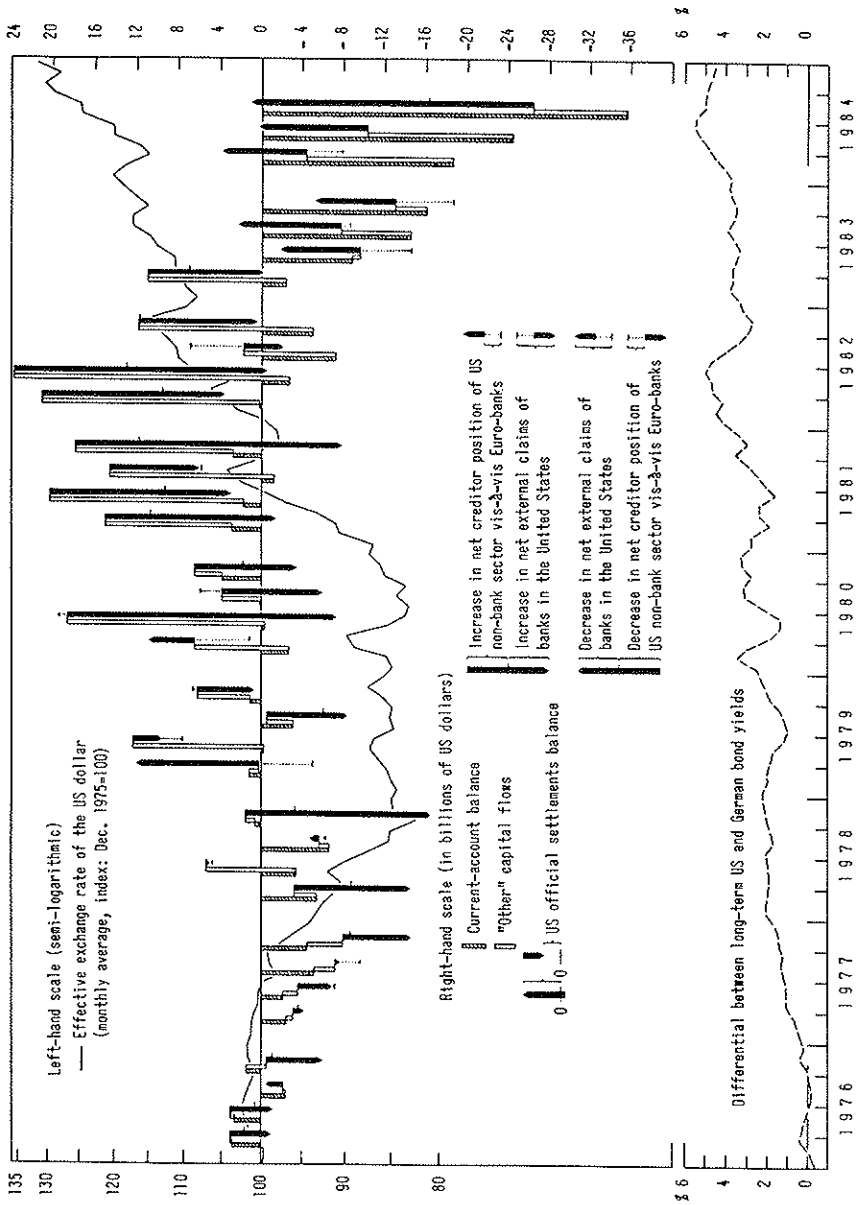 Left-hand scale (semi-logarithmic)
Effective exchange rate of the US dollar
(monthly average, index: Dec. 1975=100)
135
130
120
110
100
90
80
24
20
16
12
8
4
0
-4
-8
-12
-16
-20
-24
-28
-32
-36
Right-hand scale (in billions of US dollars)
Current-account balance
"Other" capital flows
0
0
US official settlements balance
Increase in net creditor position of US
non-bank sector vis-à-vis Euro-banks
Increase in net external claims of
banks in the United States
Decrease in net external claims of
banks in the United States
Decrease in net creditor position of
US non-bank sector vis-à-vis Euro-banks
Differential between long-term US and German bond yields
%
6
4
2
0
%
6
4
2
0
1976
1977
1978
1979
1980
1981
1982
1983
1984